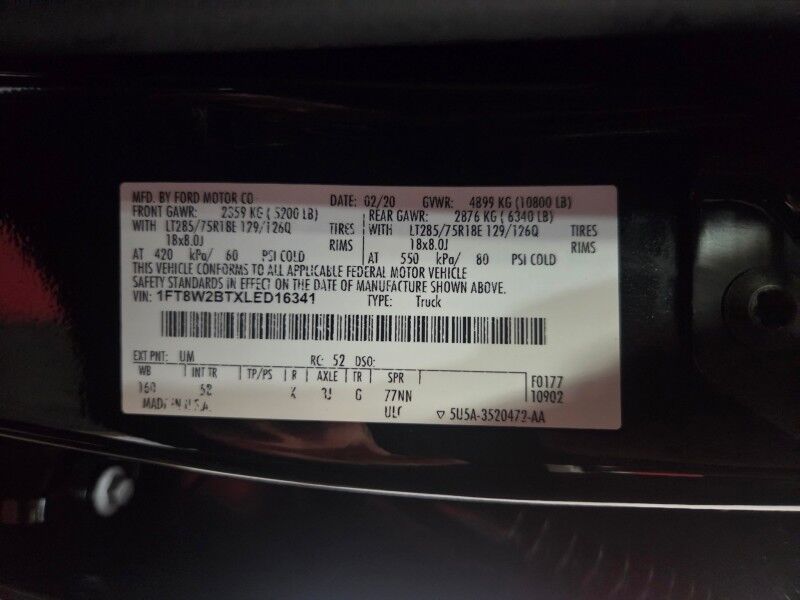 MFD. BY FORD MOTOR CO DATE: 02/20 GVWR: 4899 KG (10800 LB)
FRONT GAWR: 2359 KG ( 5200 LB) REAR GAWR: 2876 KG ( 6340 LB)
WITH LT285/75R18E 129/126Q TIRES WITH LT285/75R18E 129/126Q TIRES
18x8.0J RIMS 18x8.0J RIMS
AT 420 kPa/ 60 PSI COLD AT 550 kPa/ 80 PSI COLD
THIS VEHICLE CONFORMS TO ALL APPLICABLE FEDERAL MOTOR VEHICLE
SAFETY STANDARDS IN EFFECT ON THE DATE OF MANUFACTURE SHOWN ABOVE.
VIN: 1FT8W2BTXLED16341 TYPE: Truck
EXT PNT: UM RC: 52 DSO:
WB INT TR TP/PS R AXLE TR SPR F0177
160 G 77NN 10902
MADE IN U.S.A. ▽ 5U5A-3520472-AA